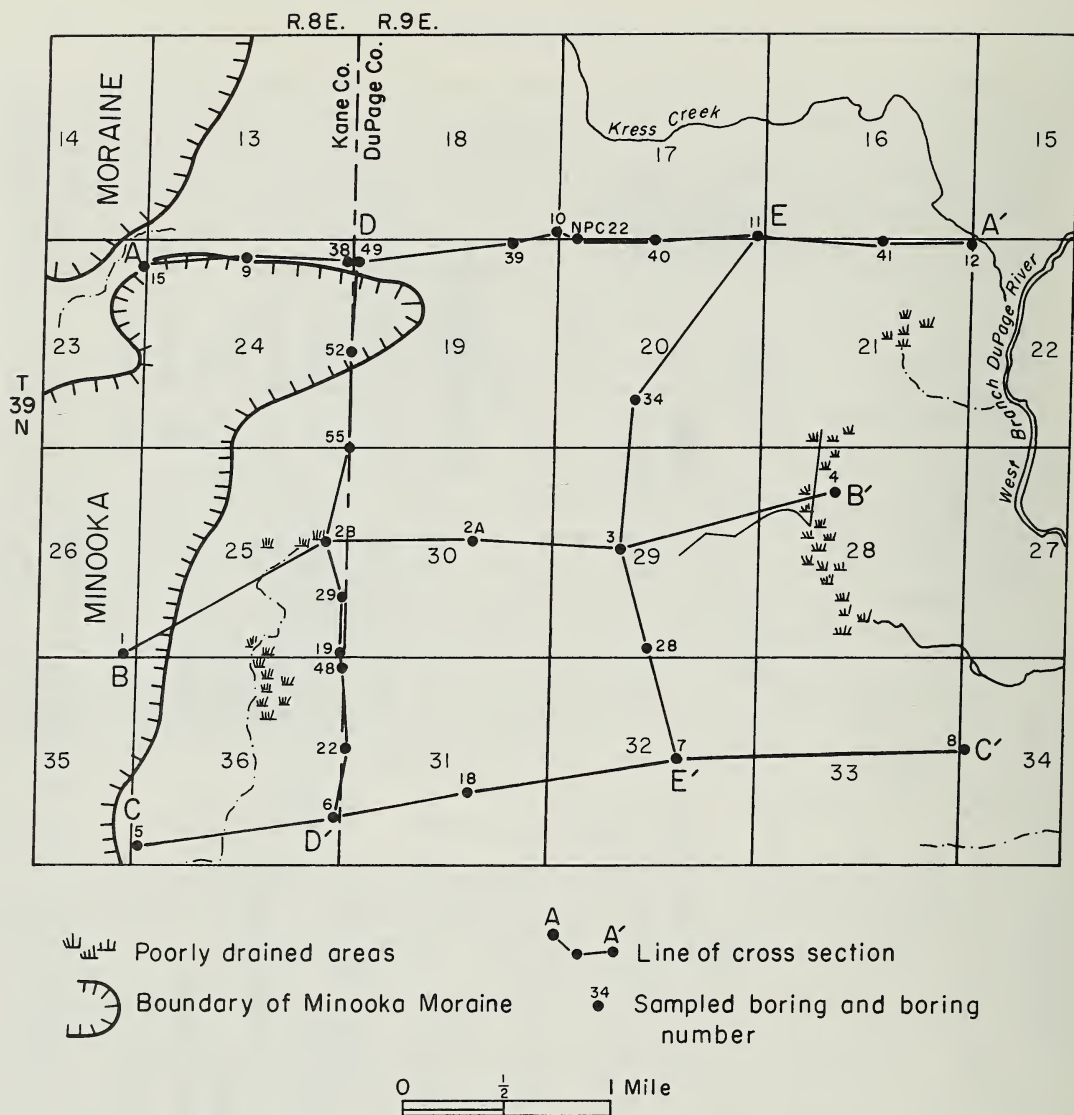 R.8E. R.9E.
Kane Co.
DuPage Co.
14 13 18 17 16 15
Kress Creek
MORAINE
D
10 NPC22 11 E A'
A 15 9 38 49 39 40 41 12
23 24 19 20 21 22
52
34
T
39
N
West Branch DuPage River
55
4 B'
2B 2A 3
26 25 30 29 28 27
MINOOKA
29
1
B
19
28
48
22
35 36 31 32 33 34
7
E'
8 C'
18
C
5
6
D'
Poorly drained areas
A A' Line of cross section
Boundary of Minooka Moraine
34 Sampled boring and boring
number
0 1/2 1 Mile